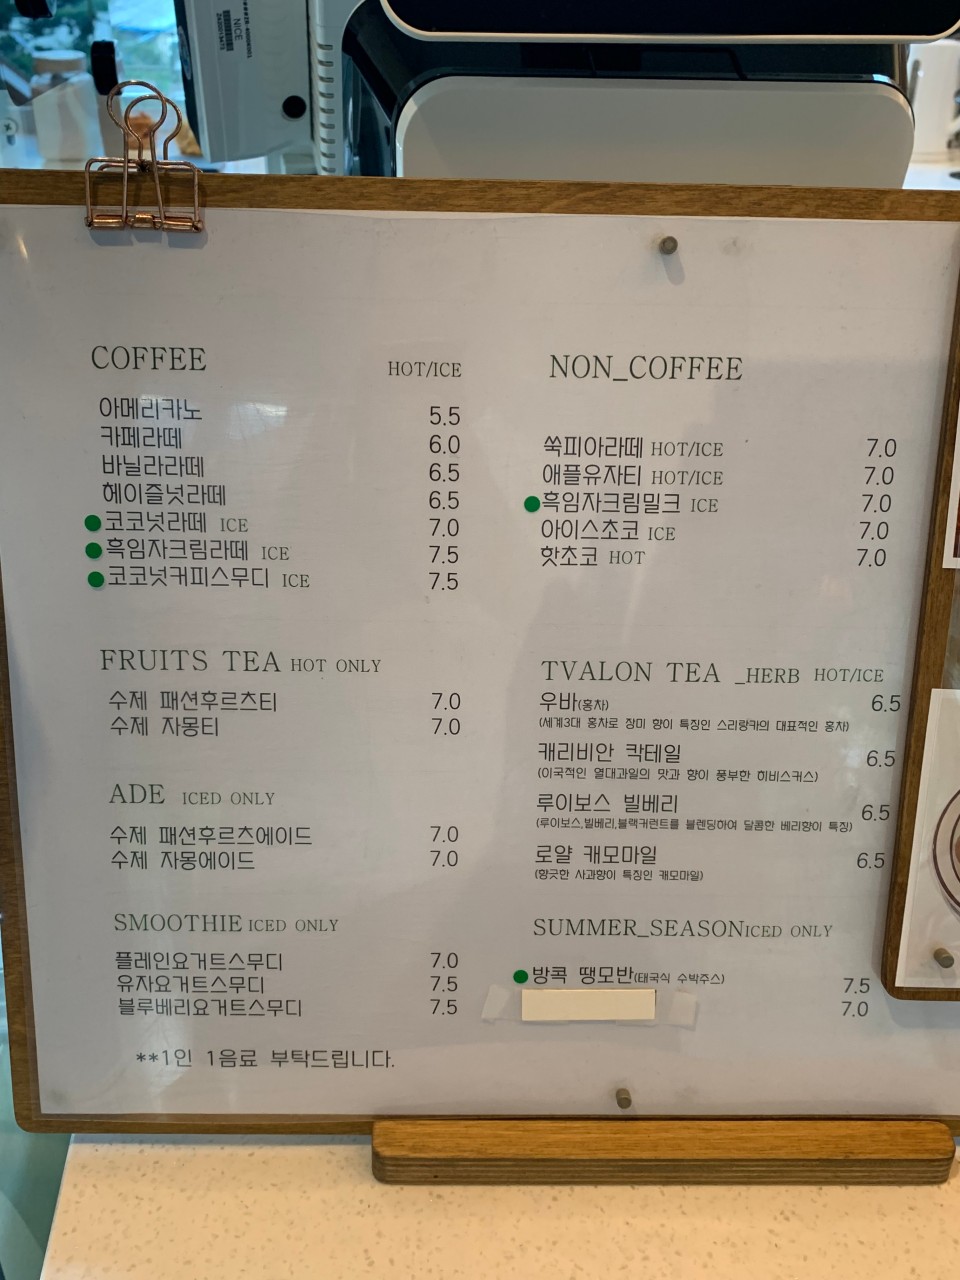 NICE
COFFEE HOT/ICE
아메리카노 5.5
카페라떼 6.0
바닐라라떼 6.5
헤이즐넛라떼 6.5
코코넛라떼 ICE 7.0
흑임자크림라떼 ICE 7.5
코코넛커피스무디 ICE 7.5
FRUITS TEA HOT ONLY
수제 패션후르츠티 7.0
수제 자몽티 7.0
ADE ICED ONLY
수제 패션후르츠에이드 7.0
수제 자몽에이드 7.0
SMOOTHIE ICED ONLY
플레인요거트스무디 7.0
유자요거트스무디 7.5
블루베리요거트스무디 7.5
**1인 1음료 부탁드립니다.
NON_COFFEE
쑥피아라떼 HOT/ICE 7.0
애플유자티 HOT/ICE 7.0
흑임자크림밀크 ICE 7.0
아이스초코 ICE 7.0
핫초코 HOT 7.0
TVALON TEA _HERB HOT/ICE
우바(홍차) 6.5
(세계3대 홍차로 장미 향이 특징인 스리랑카의 대표적인 홍차)
캐리비안 칵테일 6.5
(이국적인 열대과일의 맛과 향이 풍부한 히비스커스)
루이보스 빌베리 6.5
(루이보스,빌베리,블랙커런트를 블렌딩하여 달콤한 베리향이 특징)
로얄 캐모마일 6.5
(향긋한 사과향이 특징인 캐모마일)
SUMMER_SEASON ICED ONLY
방콕 땡모반(태국식 수박주스) 7.5
7.0